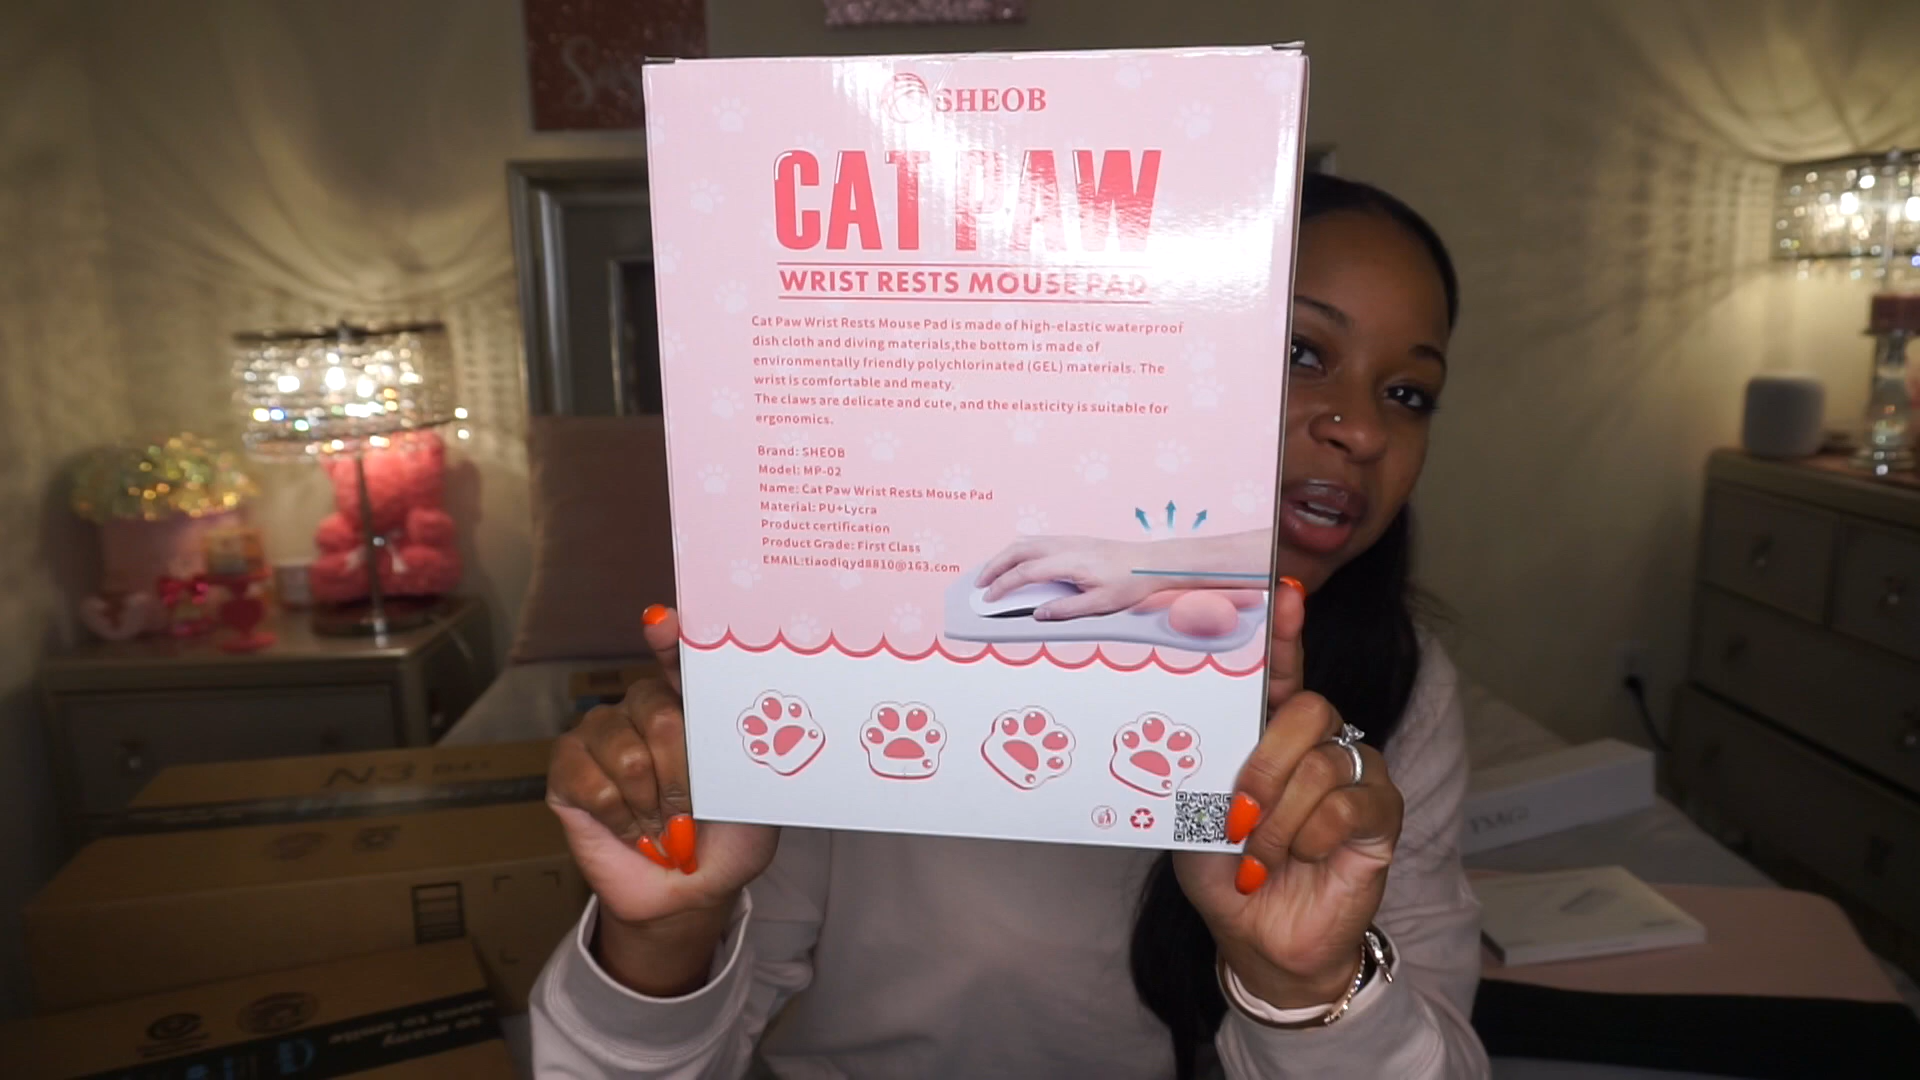 SHEOB
CAT PAW
WRIST RESTS MOUSE PAD
Cat Paw Wrist Rests Mouse Pad is made of high-elastic waterproof
dish cloth and diving materials,the bottom is made of
environmentally friendly polychlorinated (GEL) materials. The
wrist is comfortable and meaty.
The claws are delicate and cute, and the elasticity is suitable for
ergonomics.
Brand: SHEOB
Model: MP-02
Name: Cat Paw Wrist Rests Mouse Pad
Material: PU+Lycra
Product certification
Product Grade: First Class
EMAIL:tiaodiqyd8810@163.com
N3